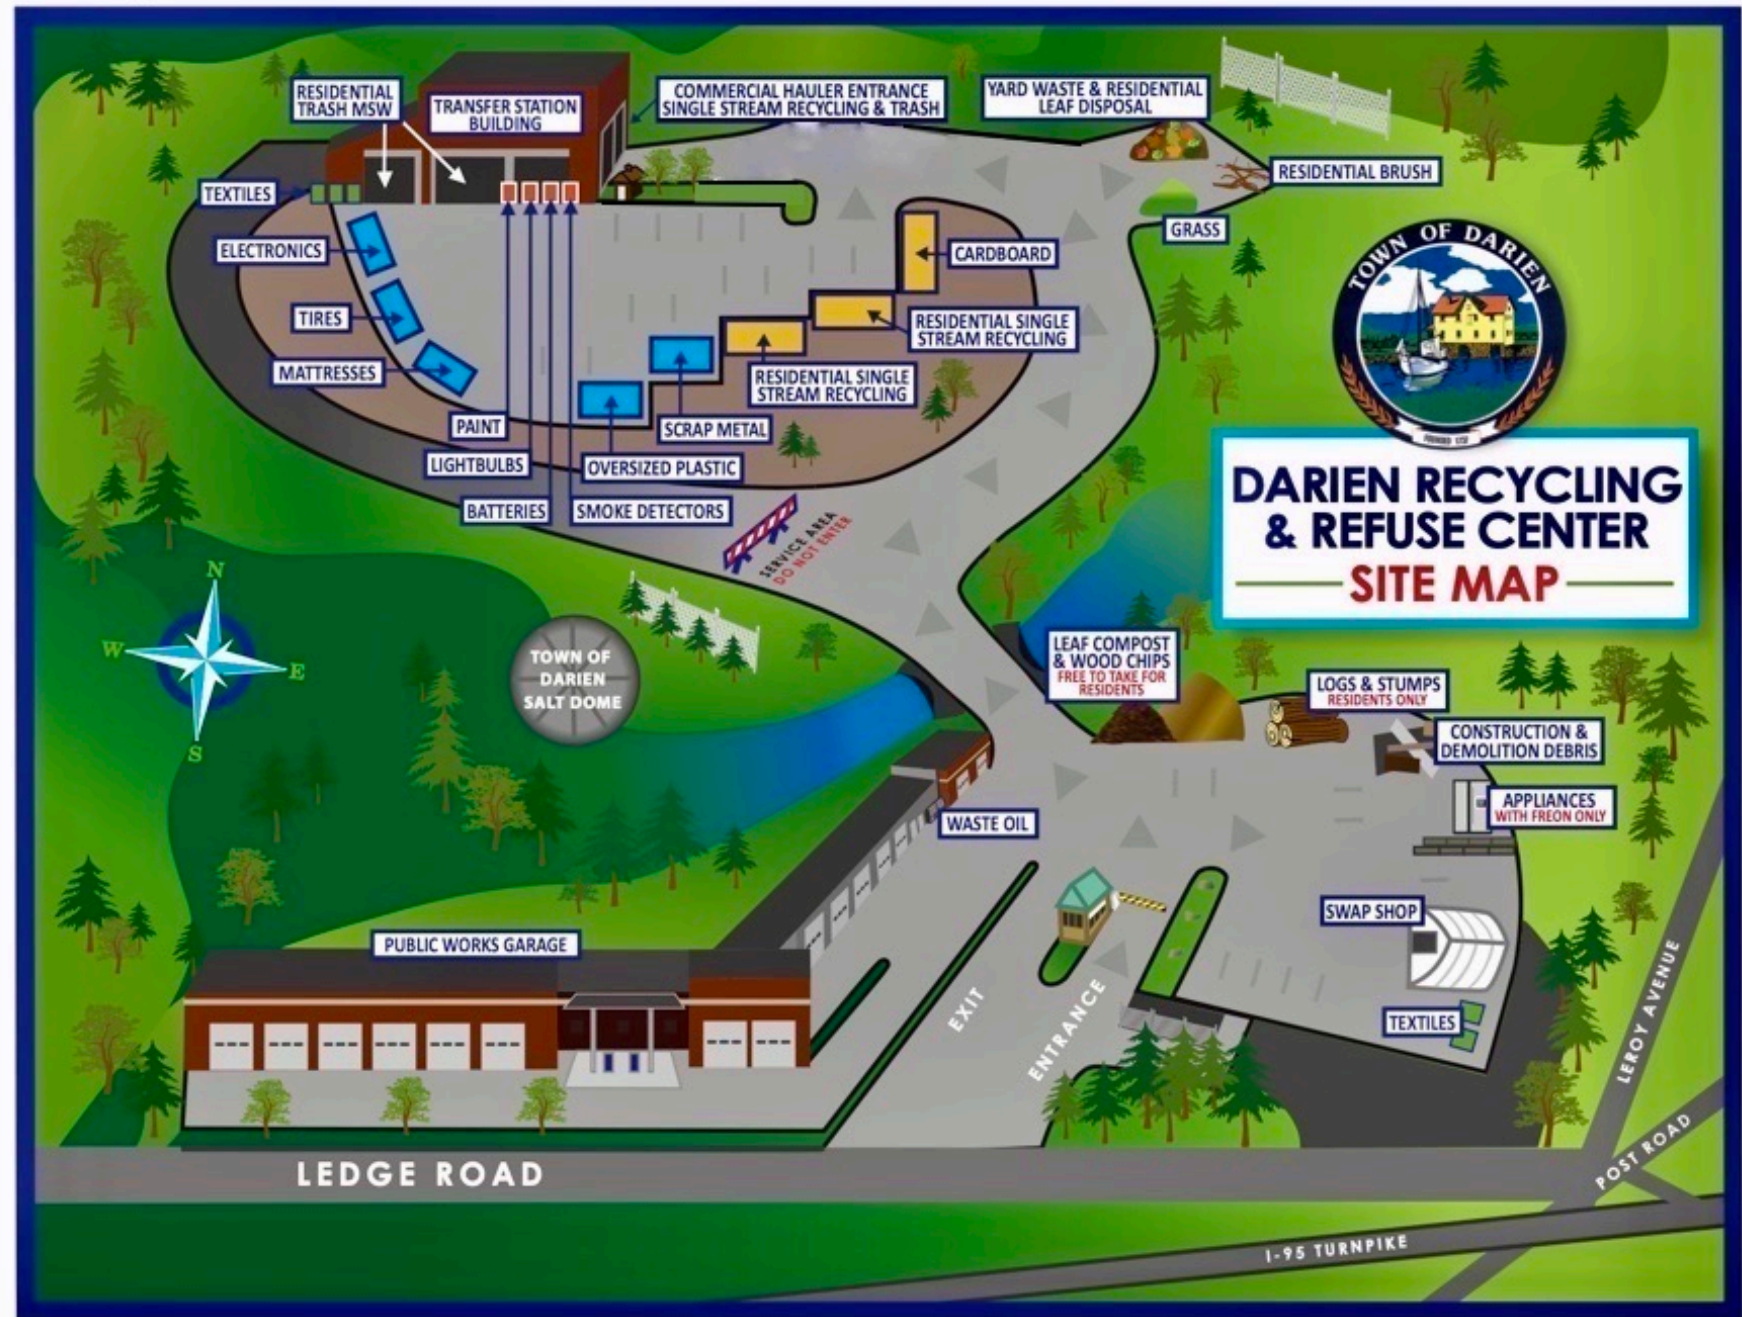 RESIDENTIAL
TRASH MSW
TRANSFER STATION
BUILDING
COMMERCIAL HAULER ENTRANCE
SINGLE STREAM RECYCLING & TRASH
YARD WASTE & RESIDENTIAL
LEAF DISPOSAL
RESIDENTIAL BRUSH
TEXTILES
GRASS
ELECTRONICS
CARDBOARD
TOWN OF DARIEN
TIRES
RESIDENTIAL SINGLE
STREAM RECYCLING
MATTRESSES
RESIDENTIAL SINGLE
STREAM RECYCLING
PAINT
SCRAP METAL
LIGHTBULBS
OVERSIZED PLASTIC
BATTERIES
SMOKE DETECTORS
DARIEN RECYCLING
& REFUSE CENTER
SITE MAP
SERVICE AREA
DO NOT ENTER
N
W
E
S
TOWN OF
DARIEN
SALT DOME
LEAF COMPOST
& WOOD CHIPS
FREE TO TAKE FOR
RESIDENTS
LOGS & STUMPS
RESIDENTS ONLY
CONSTRUCTION &
DEMOLITION DEBRIS
APPLIANCES
WITH FREON ONLY
WASTE OIL
SWAP SHOP
PUBLIC WORKS GARAGE
EXIT
ENTRANCE
TEXTILES
LEROY AVENUE
POST ROAD
LEDGE ROAD
I-95 TURNPIKE